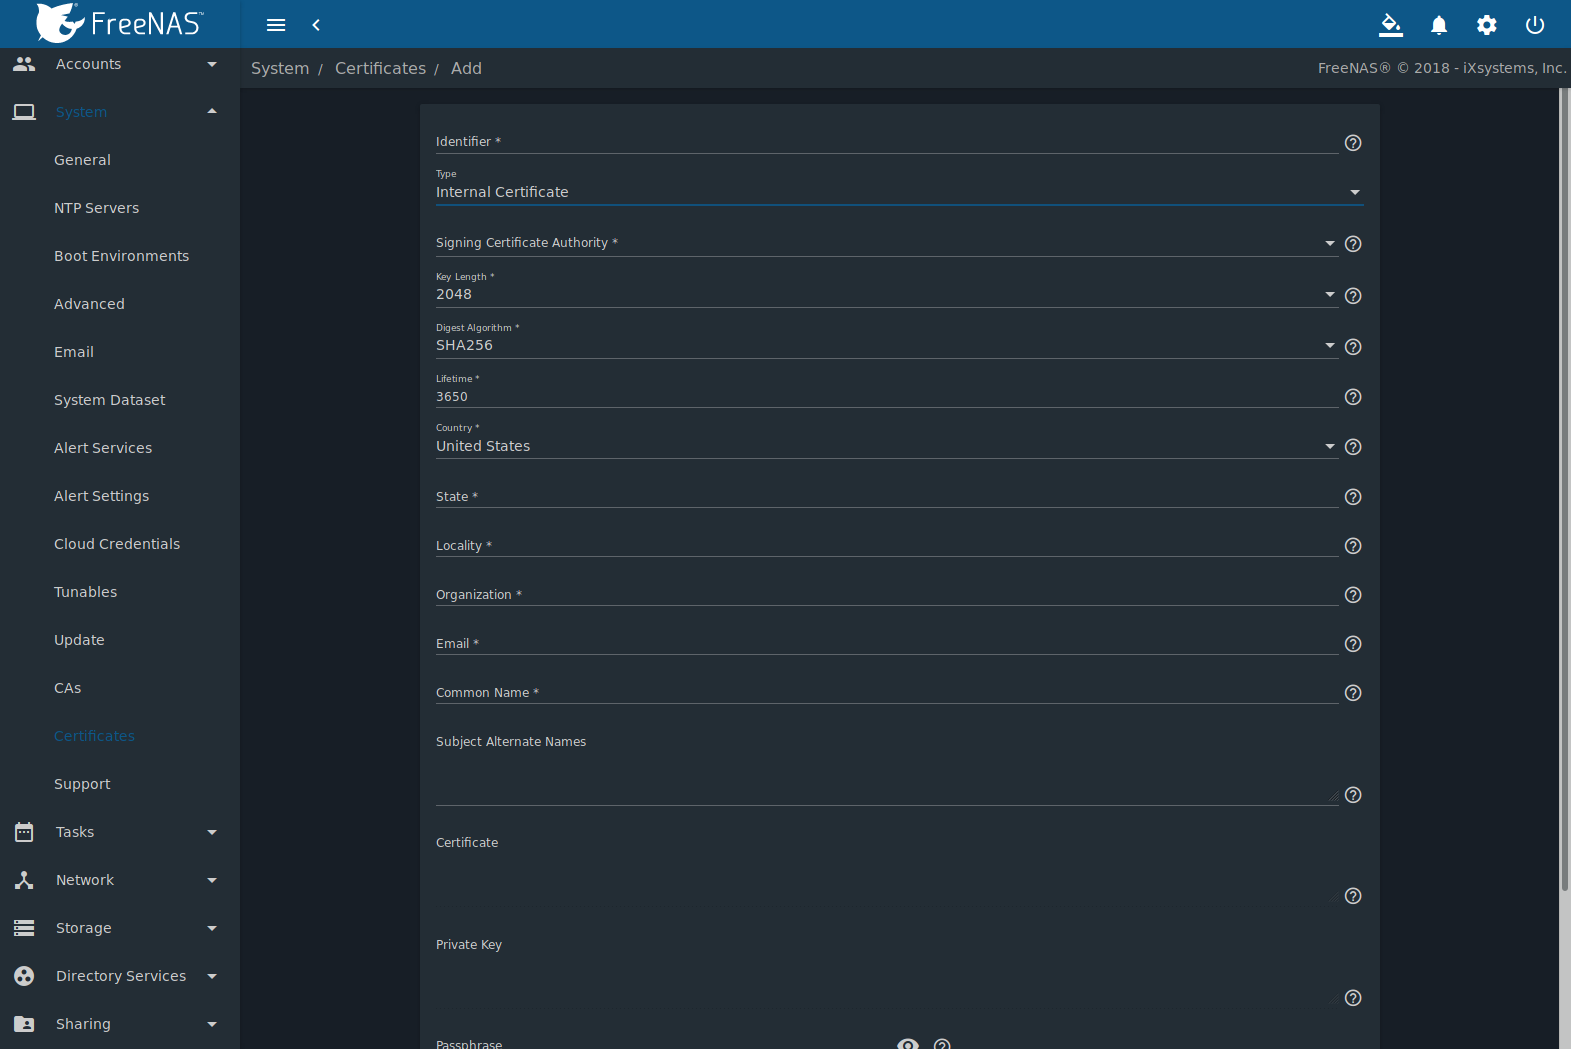 FreeNAS™
System / Certificates / Add
FreeNAS® © 2018 - iXsystems, Inc.
Accounts
System
General
NTP Servers
Boot Environments
Advanced
Email
System Dataset
Alert Services
Alert Settings
Cloud Credentials
Tunables
Update
CAs
Certificates
Support
Tasks
Network
Storage
Directory Services
Sharing
Identifier *
Type
Internal Certificate
Signing Certificate Authority *
Key Length *
2048
Digest Algorithm *
SHA256
Lifetime *
3650
Country *
United States
State *
Locality *
Organization *
Email *
Common Name *
Subject Alternate Names
Certificate
Private Key
Passphrase